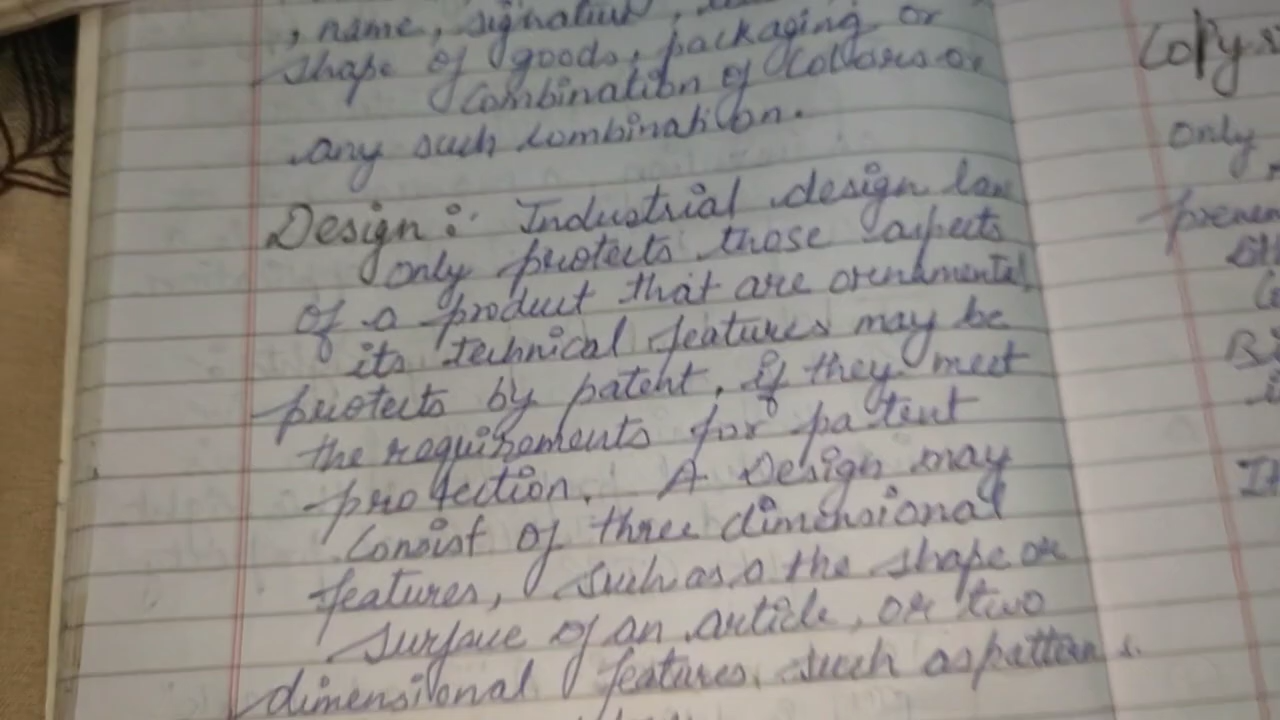 , name, signature,
shape of goods, packaging or
combination of collours or
any such combination.
Design: Industrial design law
only protects those aspects
of a product that are orenamental
its technical features may be
protects by patent, if they meet
the requirements for patent
protection. A Design may
consist of three dimensional
features, such as a the shape or
surface of an article, or two
dimensional features, such as patterns.
Copy
only